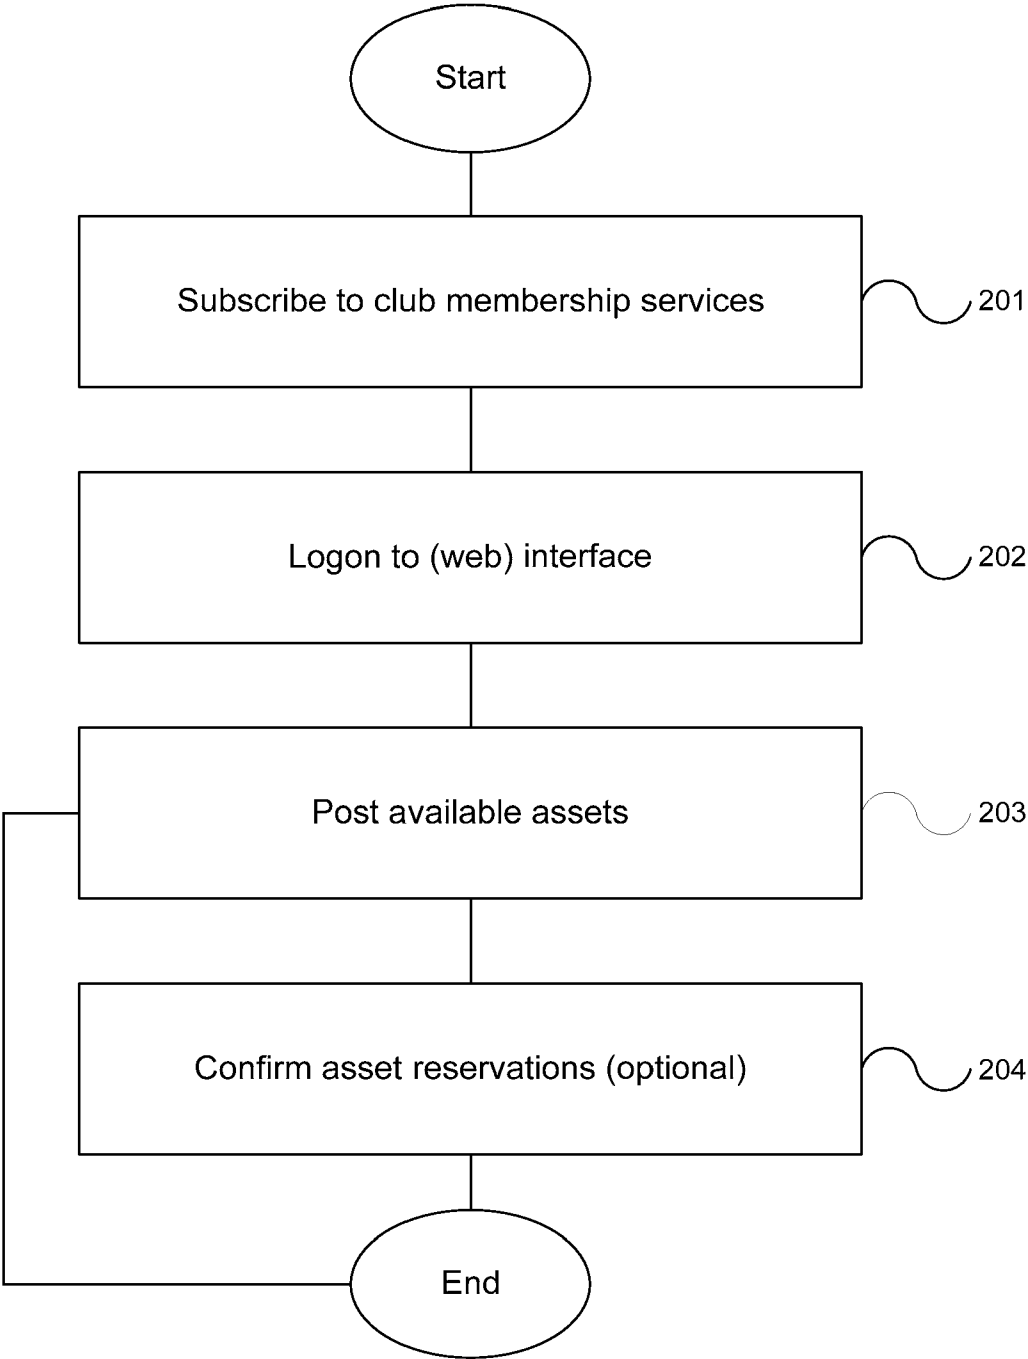 Start
Subscribe to club membership services
201
Logon to (web) interface
202
Post available assets
203
Confirm asset reservations (optional)
204
End